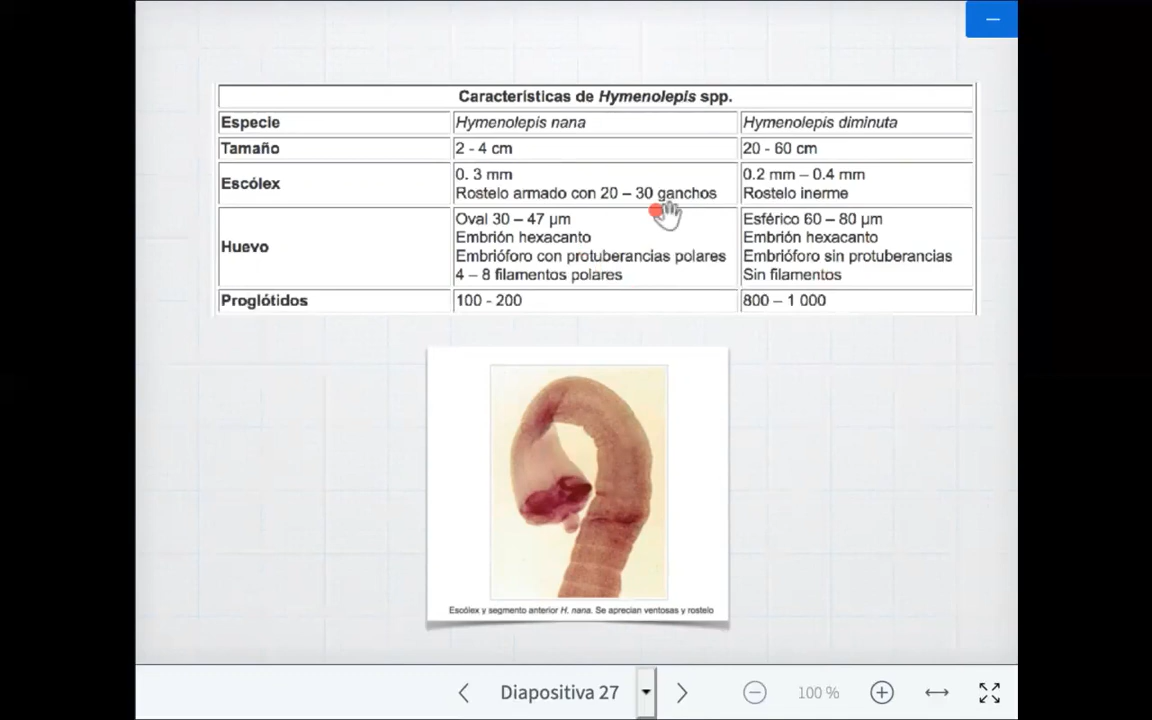 Características de Hymenolepis spp.
Especie
Hymenolepis nana
Hymenolepis diminuta
Tamaño
2 - 4 cm
20 - 60 cm
Escólex
0. 3 mm
Rostelo armado con 20 – 30 ganchos
0.2 mm – 0.4 mm
Rostelo inerme
Huevo
Oval 30 – 47 µm
Embrión hexacanto
Embrióforo con protuberancias polares
4 – 8 filamentos polares
Esférico 60 – 80 µm
Embrión hexacanto
Embrióforo sin protuberancias
Sin filamentos
Proglótidos
100 - 200
800 – 1 000
Escólex y segmento anterior H. nana. Se aprecian ventosas y rostelo
Diapositiva 27
100 %